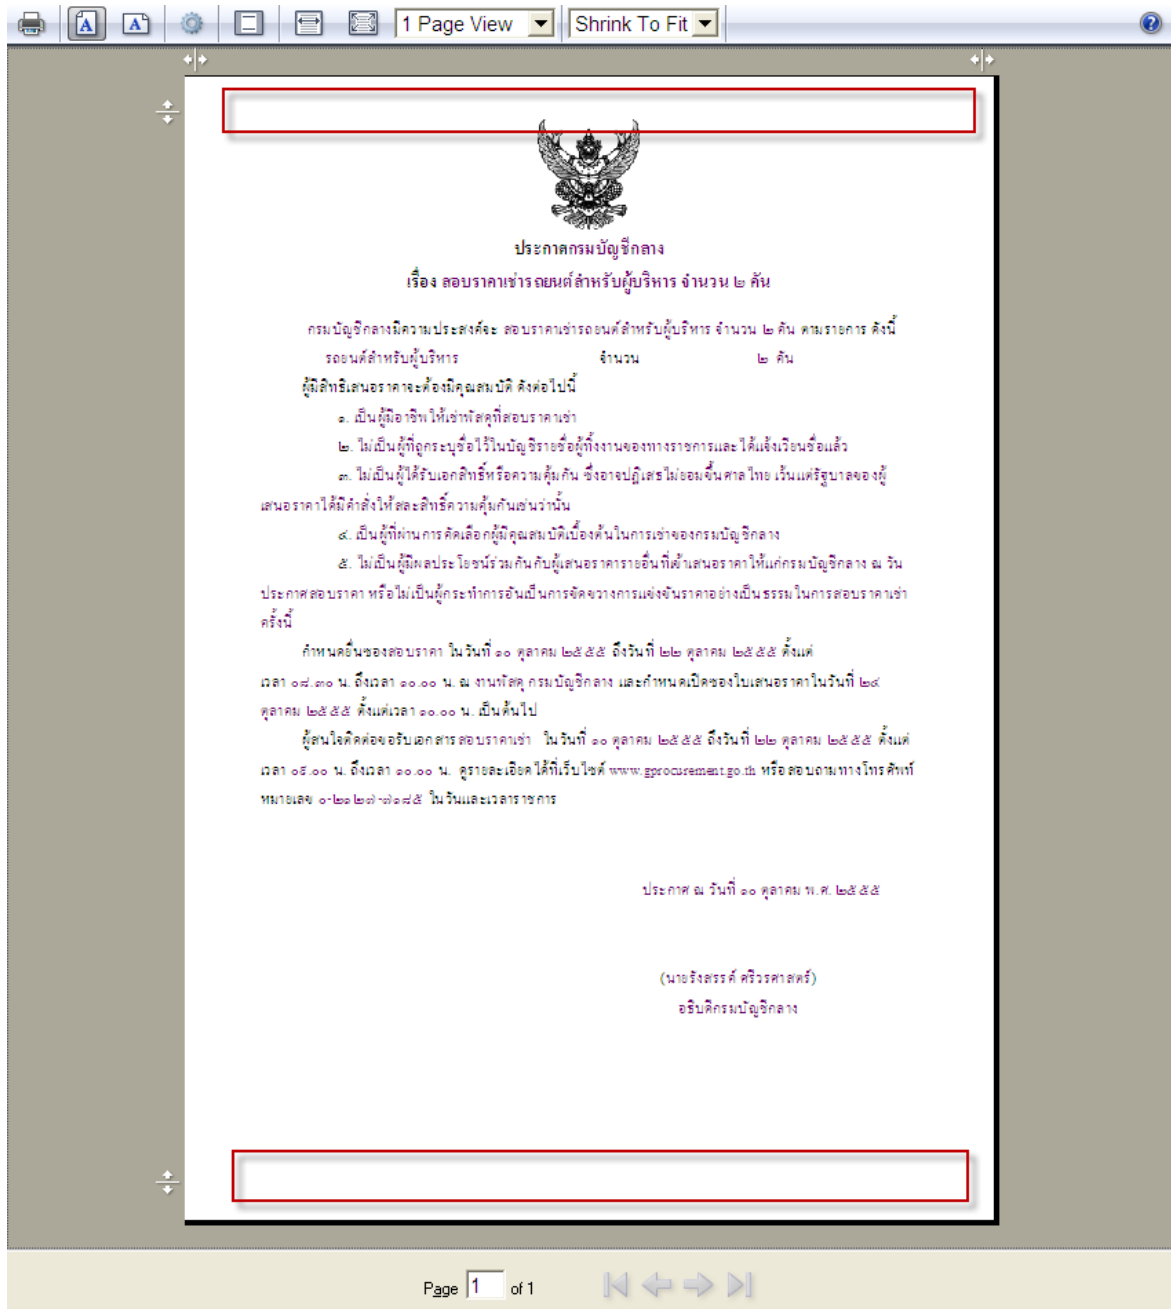 1 Page View
Shrink To Fit
ประกาศกรมบัญชีกลาง
เรื่อง สอบราคาเช่ารถยนต์สำหรับผู้บริหาร จำนวน ๒ คัน
กรมบัญชีกลางมีความประสงค์จะ สอบราคาเช่ารถยนต์สำหรับผู้บริหาร จำนวน ๒ คัน ตามรายการ ดังนี้
รถยนต์สำหรับผู้บริหาร จำนวน ๒ คัน
ผู้มีสิทธิเสนอราคาจะต้องมีคุณสมบัติ ดังต่อไปนี้
๑. เป็นผู้มีอาชีพให้เช่าพัสดุที่สอบราคาเช่า
๒. ไม่เป็นผู้ที่ถูกระบุชื่อไว้ในบัญชีรายชื่อผู้ทิ้งงานของทางราชการและได้แจ้งเวียนชื่อแล้ว
๓. ไม่เป็นผู้ได้รับเอกสิทธิ์หรือความคุ้มกัน ซึ่งอาจปฏิเสธไม่ยอมขึ้นศาลไทย เว้นแต่รัฐบาลของผู้
เสนอราคาได้มีคำสั่งให้สละสิทธิ์ความคุ้มกันเช่นว่านั้น
๔. เป็นผู้ที่ผ่านการคัดเลือกผู้มีคุณสมบัติเบื้องต้นในการเช่าของกรมบัญชีกลาง
๕. ไม่เป็นผู้มีผลประโยชน์ร่วมกันกับผู้เสนอราคารายอื่นที่เข้าเสนอราคาให้แก่กรมบัญชีกลาง ณ วัน
ประกาศสอบราคา หรือไม่เป็นผู้กระทำการอันเป็นการขัดขวางการแข่งขันราคาอย่างเป็นธรรมในการสอบราคาเช่า
ครั้งนี้
กำหนดยื่นซองสอบราคา ในวันที่ ๑๐ ตุลาคม ๒๕๕๕ ถึงวันที่ ๒๒ ตุลาคม ๒๕๕๕ ตั้งแต่
เวลา ๐๘.๓๐ น. ถึงเวลา ๑๐.๐๐ น. ณ งานพัสดุ กรมบัญชีกลาง และกำหนดเปิดซองใบเสนอราคาในวันที่ ๒๔
ตุลาคม ๒๕๕๕ ตั้งแต่เวลา ๑๐.๐๐ น. เป็นต้นไป
ผู้สนใจติดต่อขอรับเอกสารสอบราคาเช่า ในวันที่ ๑๐ ตุลาคม ๒๕๕๕ ถึงวันที่ ๒๒ ตุลาคม ๒๕๕๕ ตั้งแต่
เวลา ๐๙.๐๐ น. ถึงเวลา ๑๐.๐๐ น. ดูรายละเอียดได้ที่เว็บไซต์ www.gprocurement.go.th หรือสอบถามทางโทรศัพท์
หมายเลข ๐-๒๑๒๗-๗๑๘๕ ในวันและเวลาราชการ
ประกาศ ณ วันที่ ๑๐ ตุลาคม พ.ศ. ๒๕๕๕
(นายรังสรรค์ ศรีวรศาสตร์)
อธิบดีกรมบัญชีกลาง
Page 1 of 1